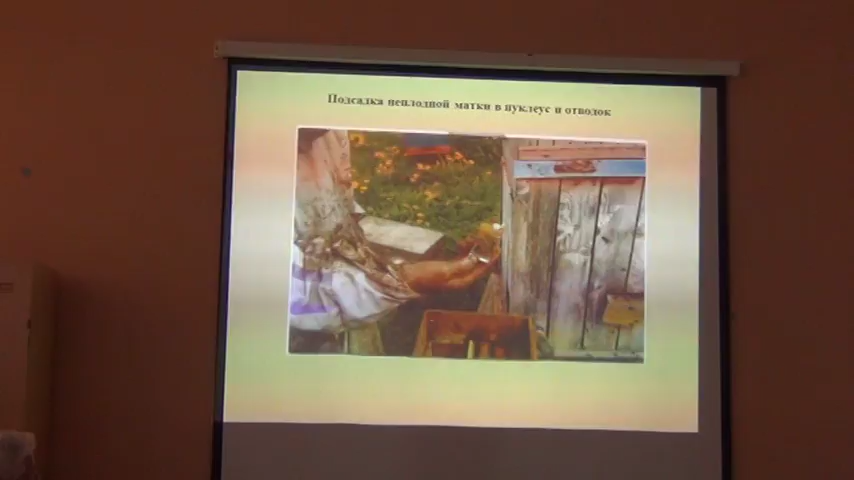 Подсадка неплодной матки в нуклеус и отводок